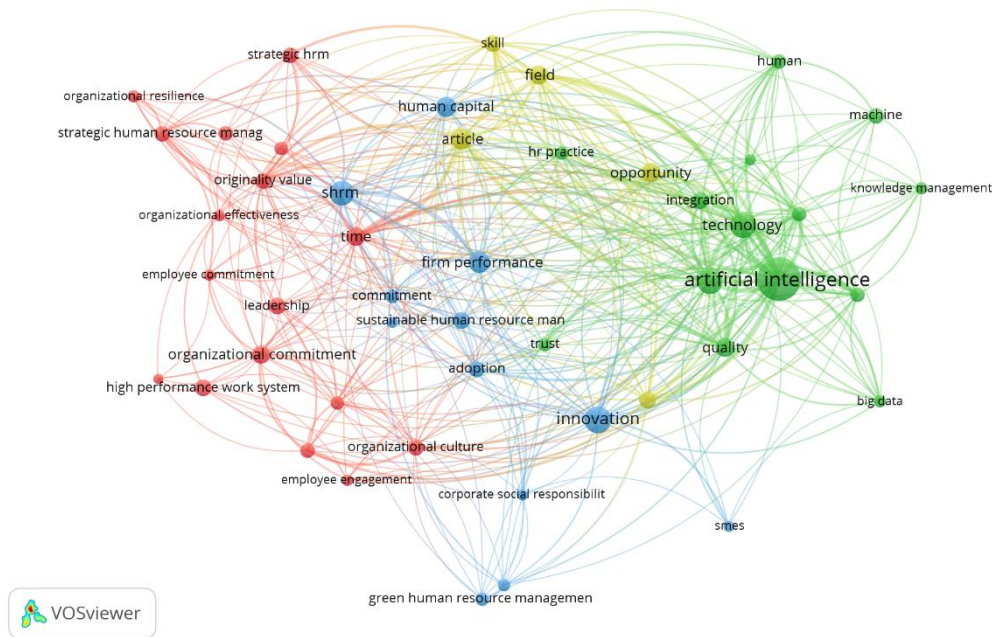 skill
strategic hrm
human
field
organizational resilience
human capital
machine
strategic human resource manag
article
hr practice
opportunity
originality value
knowledge management
shrm
integration
organizational effectiveness
technology
time
firm performance
employee commitment
artificial intelligence
commitment
leadership
sustainable human resource man
trust
quality
organizational commitment
adoption
high performance work system
big data
innovation
organizational culture
employee engagement
corporate social responsibilit
smes
green human resource managemen
VOSviewer